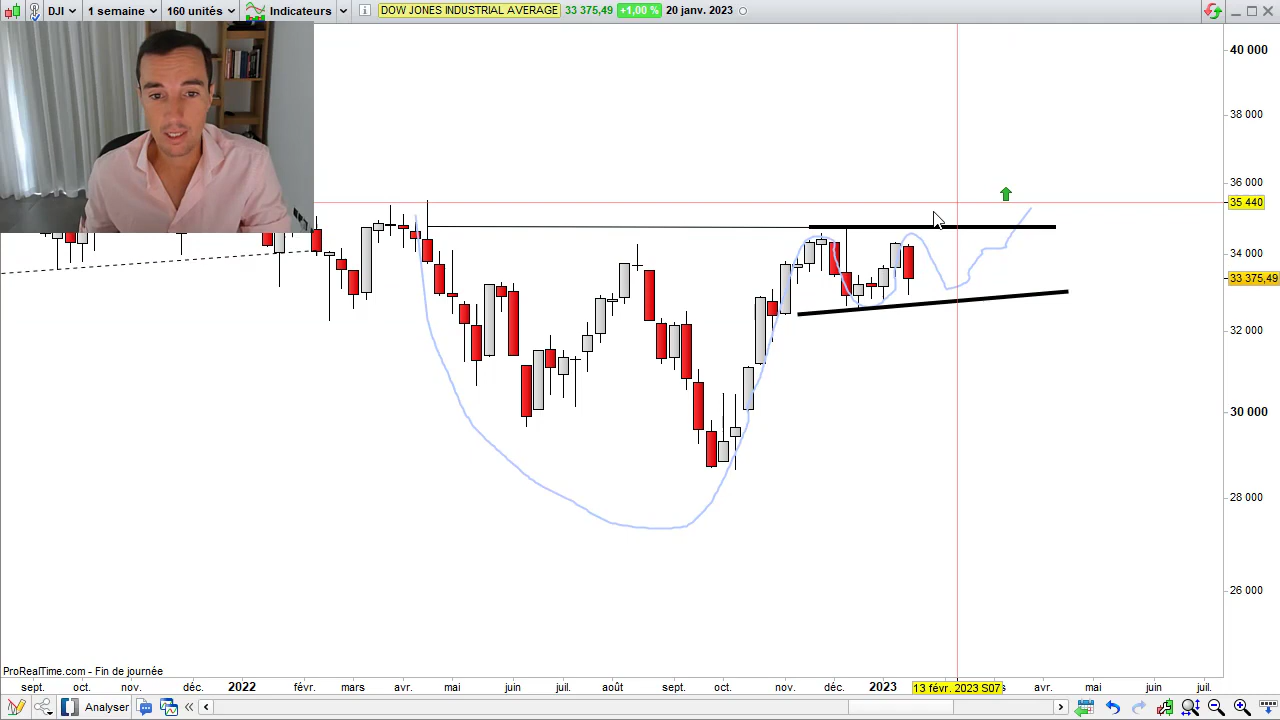 DJI 1 semaine 160 unités Indicateurs DOW JONES INDUSTRIAL AVERAGE 33 375,49 +1,00 % 20 janv. 2023
40 000
38 000
36 000
35 440
34 000
33 375,49
32 000
30 000
28 000
26 000
ProRealTime.com - Fin de journée
sept. oct. nov. déc. 2022 févr. mars avr. mai juin juil. août sept. oct. nov. déc. 2023 13 févr. 2023 S07 s avr. mai juin juil.
Analyser